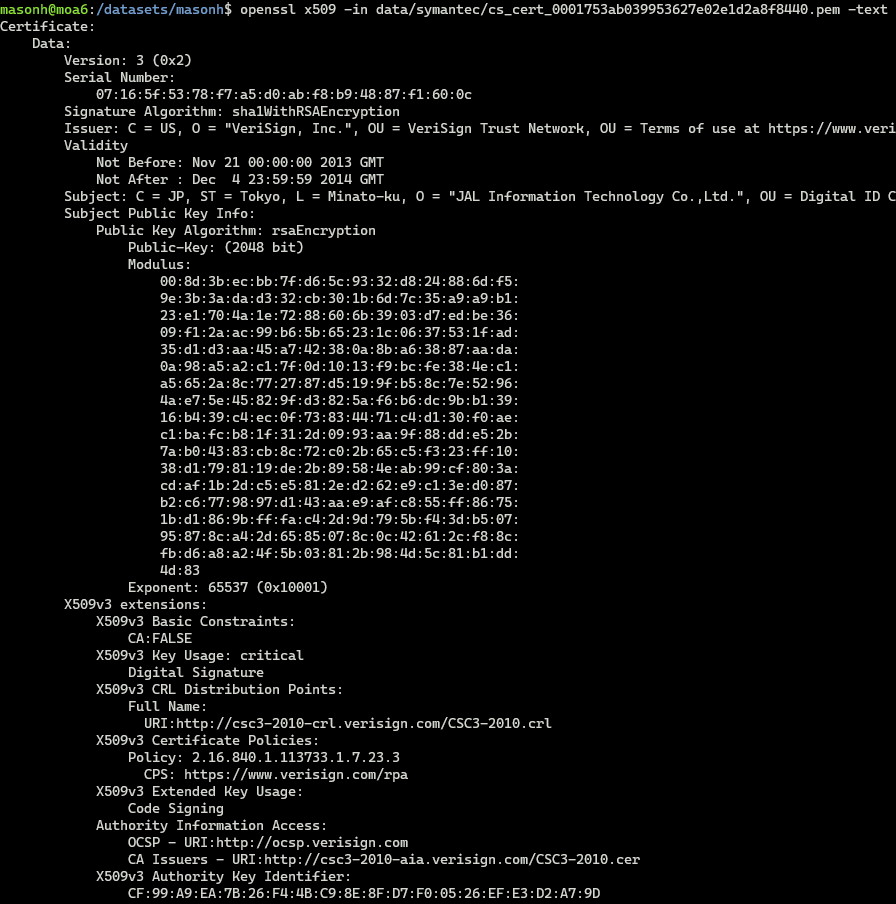 masonh@moa6:/datasets/masonh$ openssl x509 -in data/symantec/cs_cert_0001753ab039953627e02e1d2a8f8440.pem -text
Certificate:
    Data:
        Version: 3 (0x2)
        Serial Number:
            07:16:5f:53:78:f7:a5:d0:ab:f8:b9:48:87:f1:60:0c
        Signature Algorithm: sha1WithRSAEncryption
        Issuer: C = US, O = "VeriSign, Inc.", OU = VeriSign Trust Network, OU = Terms of use at https://www.veri
        Validity
            Not Before: Nov 21 00:00:00 2013 GMT
            Not After : Dec  4 23:59:59 2014 GMT
        Subject: C = JP, ST = Tokyo, L = Minato-ku, O = "JAL Information Technology Co.,Ltd.", OU = Digital ID C
        Subject Public Key Info:
            Public Key Algorithm: rsaEncryption
                Public-Key: (2048 bit)
                Modulus:
                    00:8d:3b:ec:bb:7f:d6:5c:93:32:d8:24:88:6d:f5:
                    9e:3b:3a:da:d3:32:cb:30:1b:6d:7c:35:a9:a9:b1:
                    23:e1:70:4a:1e:72:88:60:6b:39:03:d7:ed:be:36:
                    09:f1:2a:ac:99:b6:5b:65:23:1c:06:37:53:1f:ad:
                    35:d1:d3:aa:45:a7:42:38:0a:8b:a6:38:87:aa:da:
                    0a:98:a5:a2:c1:7f:0d:10:13:f9:bc:fe:38:4e:c1:
                    a5:65:2a:8c:77:27:87:d5:19:9f:b5:8c:7e:52:96:
                    4a:e7:5e:45:82:9f:d3:82:5a:f6:b6:dc:9b:b1:39:
                    16:b4:39:c4:ec:0f:73:83:44:71:c4:d1:30:f0:ae:
                    c1:ba:fc:b8:1f:31:2d:09:93:aa:9f:88:dd:e5:2b:
                    7a:b0:43:83:cb:8c:72:c0:2b:65:c5:f3:23:ff:10:
                    38:d1:79:81:19:de:2b:89:58:4e:ab:99:cf:80:3a:
                    cd:af:1b:2d:c5:e5:81:2e:d2:62:e9:c1:3e:d0:87:
                    b2:c6:77:98:97:d1:43:aa:e9:af:c8:55:ff:86:75:
                    1b:d1:86:9b:ff:fa:c4:2d:9d:79:5b:f4:3d:b5:07:
                    95:87:8c:a4:2d:65:85:07:8c:0c:42:61:2c:f8:8c:
                    fb:d6:a8:a2:4f:5b:03:81:2b:98:4d:5c:81:b1:dd:
                    4d:83
                Exponent: 65537 (0x10001)
        X509v3 extensions:
            X509v3 Basic Constraints:
                CA:FALSE
            X509v3 Key Usage: critical
                Digital Signature
            X509v3 CRL Distribution Points:
                Full Name:
                  URI:http://csc3-2010-crl.verisign.com/CSC3-2010.crl
            X509v3 Certificate Policies:
                Policy: 2.16.840.1.113733.1.7.23.3
                  CPS: https://www.verisign.com/rpa
            X509v3 Extended Key Usage:
                Code Signing
            Authority Information Access:
                OCSP - URI:http://ocsp.verisign.com
                CA Issuers - URI:http://csc3-2010-aia.verisign.com/CSC3-2010.cer
            X509v3 Authority Key Identifier:
                CF:99:A9:EA:7B:26:F4:4B:C9:8E:8F:D7:F0:05:26:EF:E3:D2:A7:9D